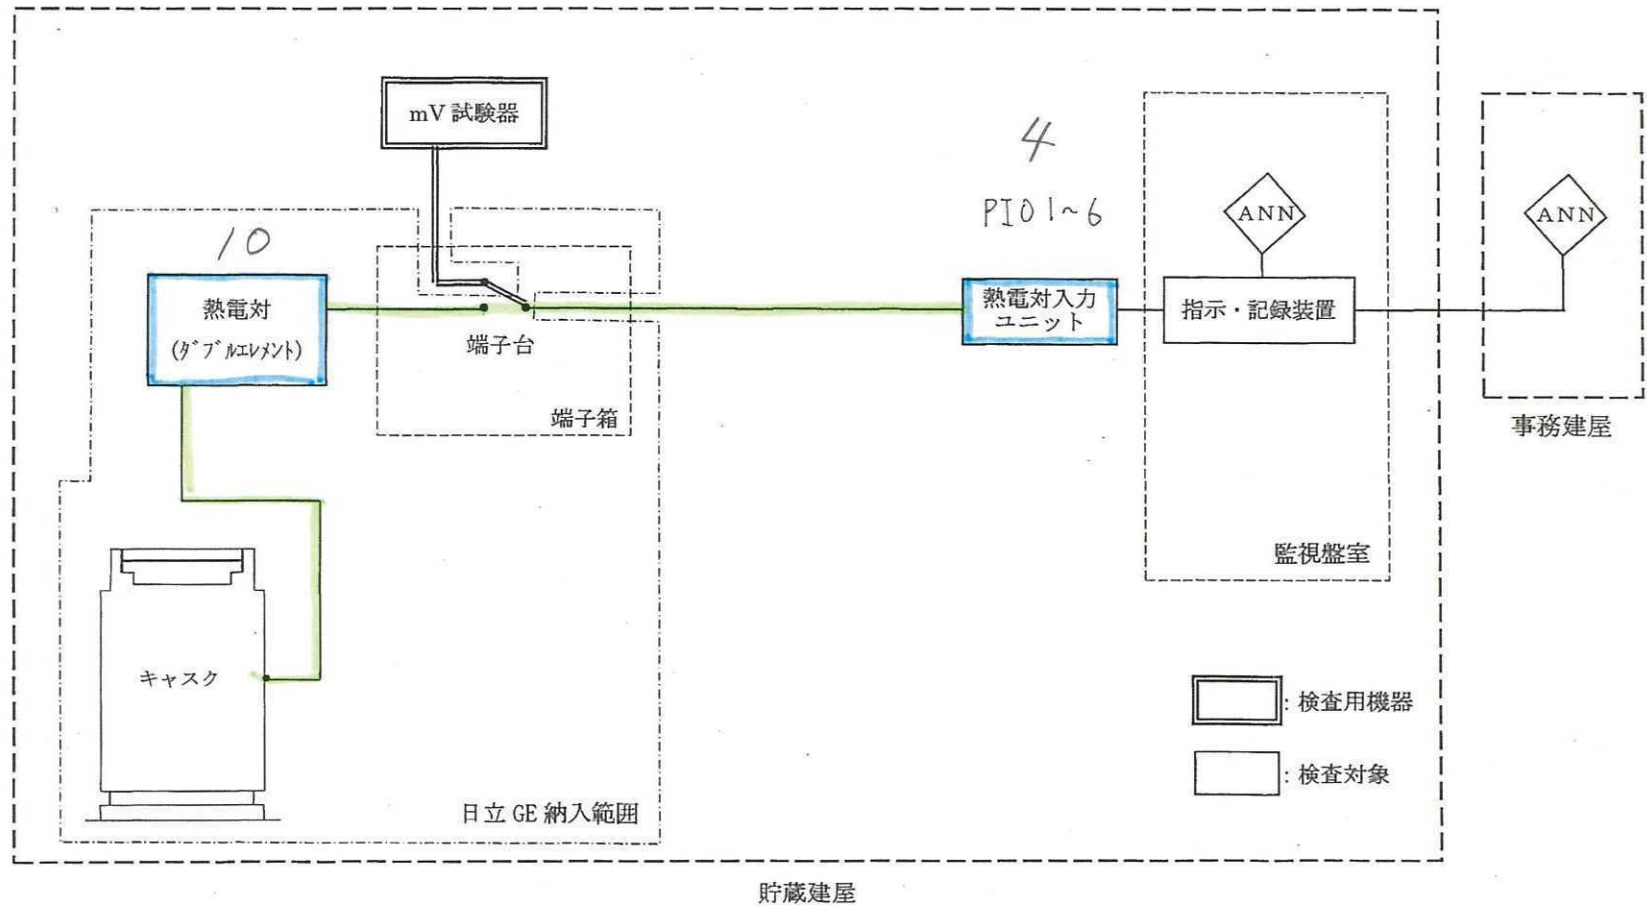 mV 試験器
4
PIO 1~6
ANN
ANN
10
熱電対
(ダブルエレメント)
端子台
端子箱
熱電対入力
ユニット
指示・記録装置
事務建屋
監視盤室
キャスク
: 検査用機器
: 検査対象
日立 GE 納入範囲
貯蔵建屋